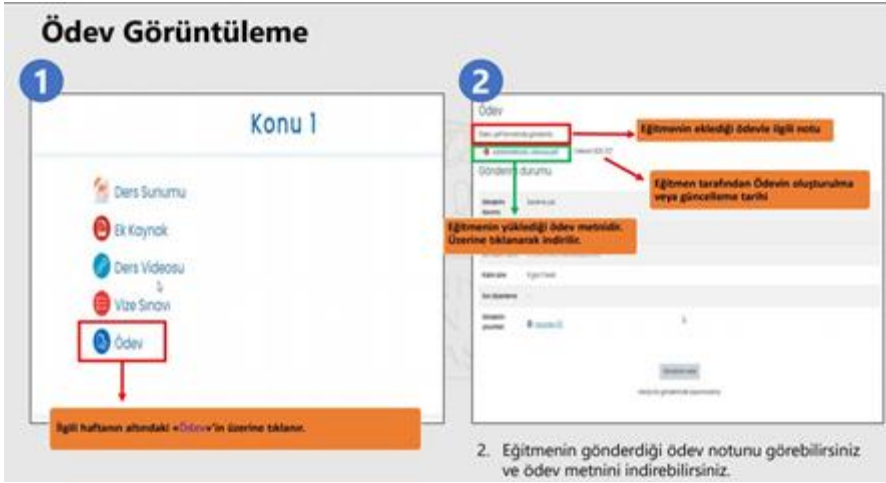 Ödev Görüntüleme
1
Konu 1
Ders Sunumu
Ek Kaynak
Ders Videosu
Vize Sınavı
Ödev
İlgili haftanın altındaki «Ödev»'in üzerine tıklanır.
2
Ödev
Eğitmenin eklediği ödevle ilgili notu
Gönderim durumu
Eğitmen tarafından Ödevin oluşturulma
veya güncelleme tarihi
Eğitmenin yüklediği ödev metnidir.
Üzerine tıklanarak indirilir.
2. Eğitmenin gönderdiği ödev notunu görebilirsiniz
ve ödev metnini indirebilirsiniz.